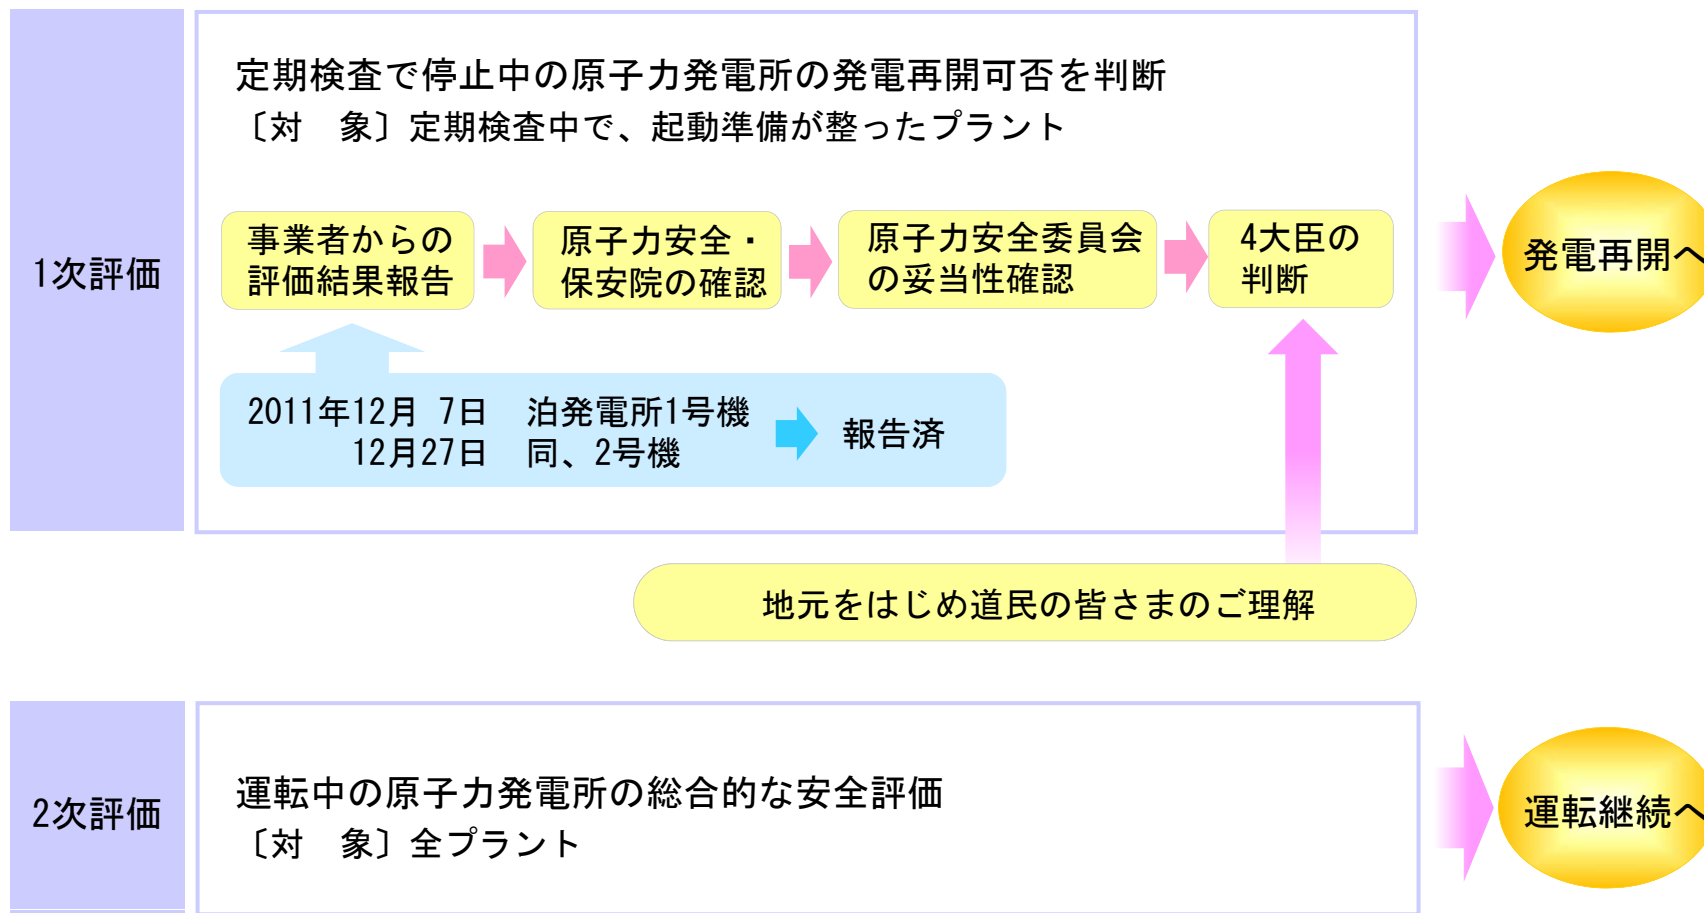 1次評価
定期検査で停止中の原子力発電所の発電再開可否を判断
〔対　象〕定期検査中で、起動準備が整ったプラント
事業者からの
評価結果報告
原子力安全・
保安院の確認
原子力安全委員会
の妥当性確認
4大臣の
判断
発電再開へ
2011年12月 7日　泊発電所1号機
12月27日　同、2号機
報告済
地元をはじめ道民の皆さまのご理解
2次評価
運転中の原子力発電所の総合的な安全評価
〔対　象〕全プラント
運転継続へ